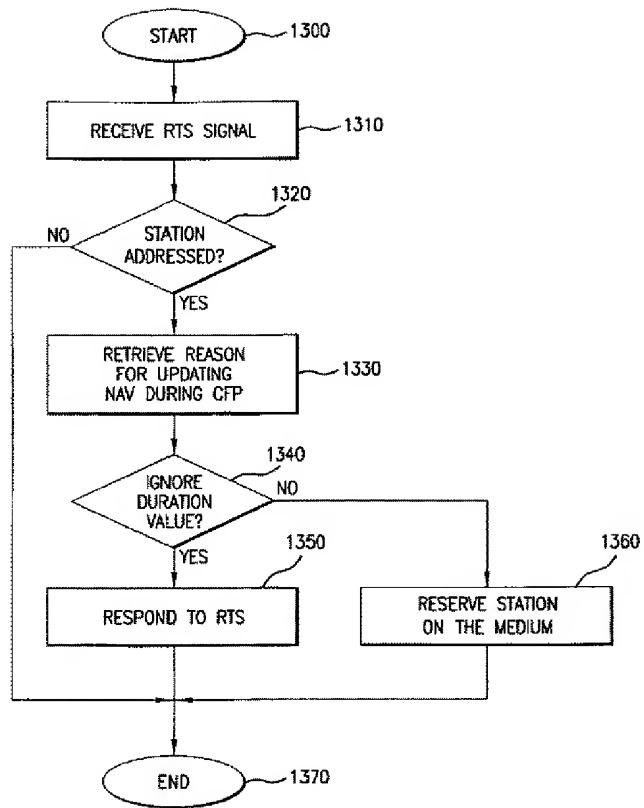 START
1300
RECEIVE RTS SIGNAL
1310
1320
NO
STATION
ADDRESSED?
YES
RETRIEVE REASON
FOR UPDATING
NAV DURING CFP
1330
1340
IGNORE
DURATION
VALUE?
NO
YES
1350
1360
RESPOND TO RTS
RESERVE STATION
ON THE MEDIUM
END
1370